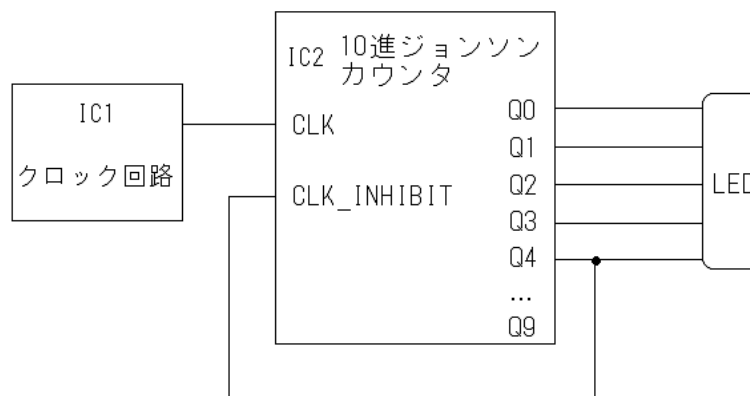 IC1
クロック回路
IC2 10進ジョンソン
カウンタ
CLK
CLK_INHIBIT
Q0
Q1
Q2
Q3
Q4
...
Q9
LED